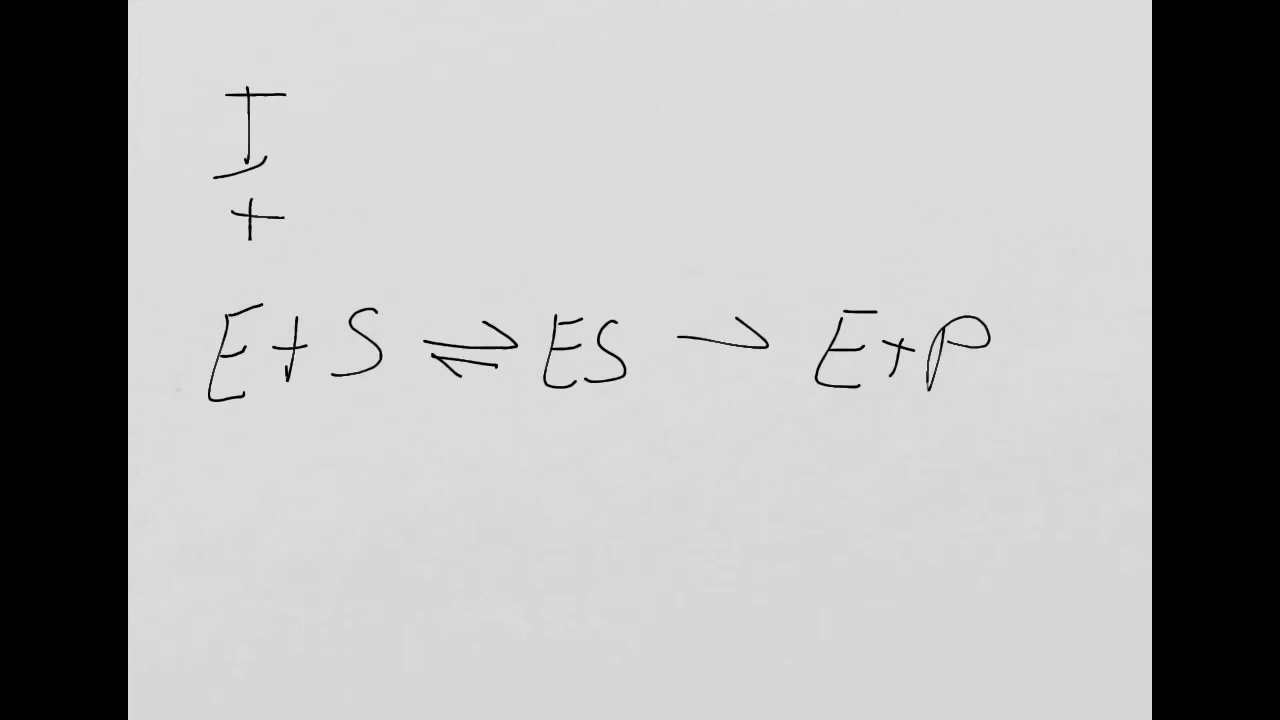 I
+
E + S ⇌ ES → E + P